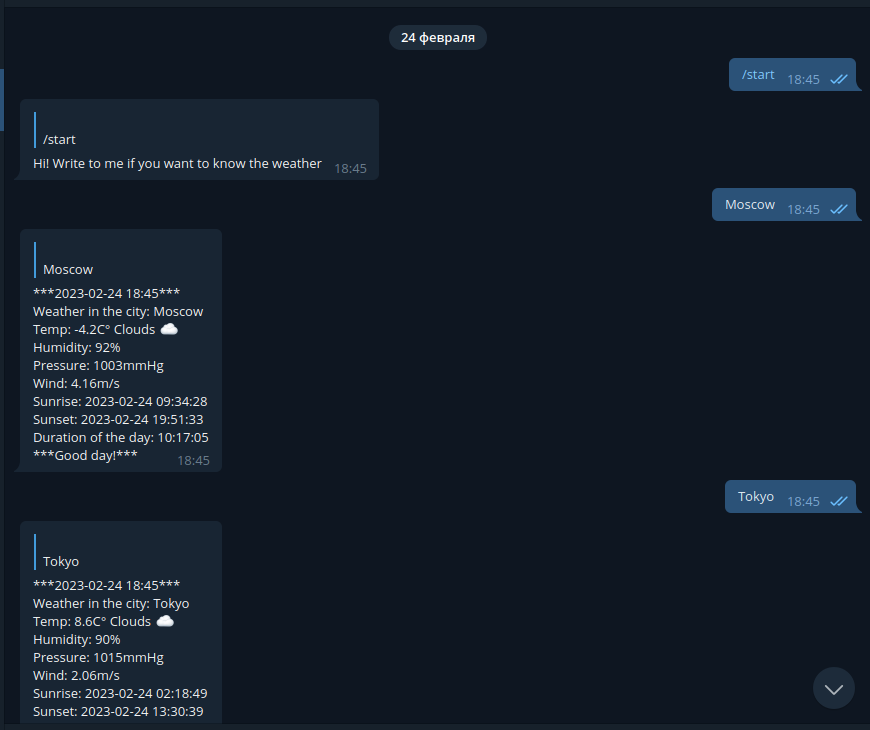 24 февраля
/start 18:45
/start
Hi! Write to me if you want to know the weather 18:45
Moscow 18:45
Moscow
***2023-02-24 18:45***
Weather in the city: Moscow
Temp: -4.2C° Clouds ☁️
Humidity: 92%
Pressure: 1003mmHg
Wind: 4.16m/s
Sunrise: 2023-02-24 09:34:28
Sunset: 2023-02-24 19:51:33
Duration of the day: 10:17:05
***Good day!*** 18:45
Tokyo 18:45
Tokyo
***2023-02-24 18:45***
Weather in the city: Tokyo
Temp: 8.6C° Clouds ☁️
Humidity: 90%
Pressure: 1015mmHg
Wind: 2.06m/s
Sunrise: 2023-02-24 02:18:49
Sunset: 2023-02-24 13:30:39